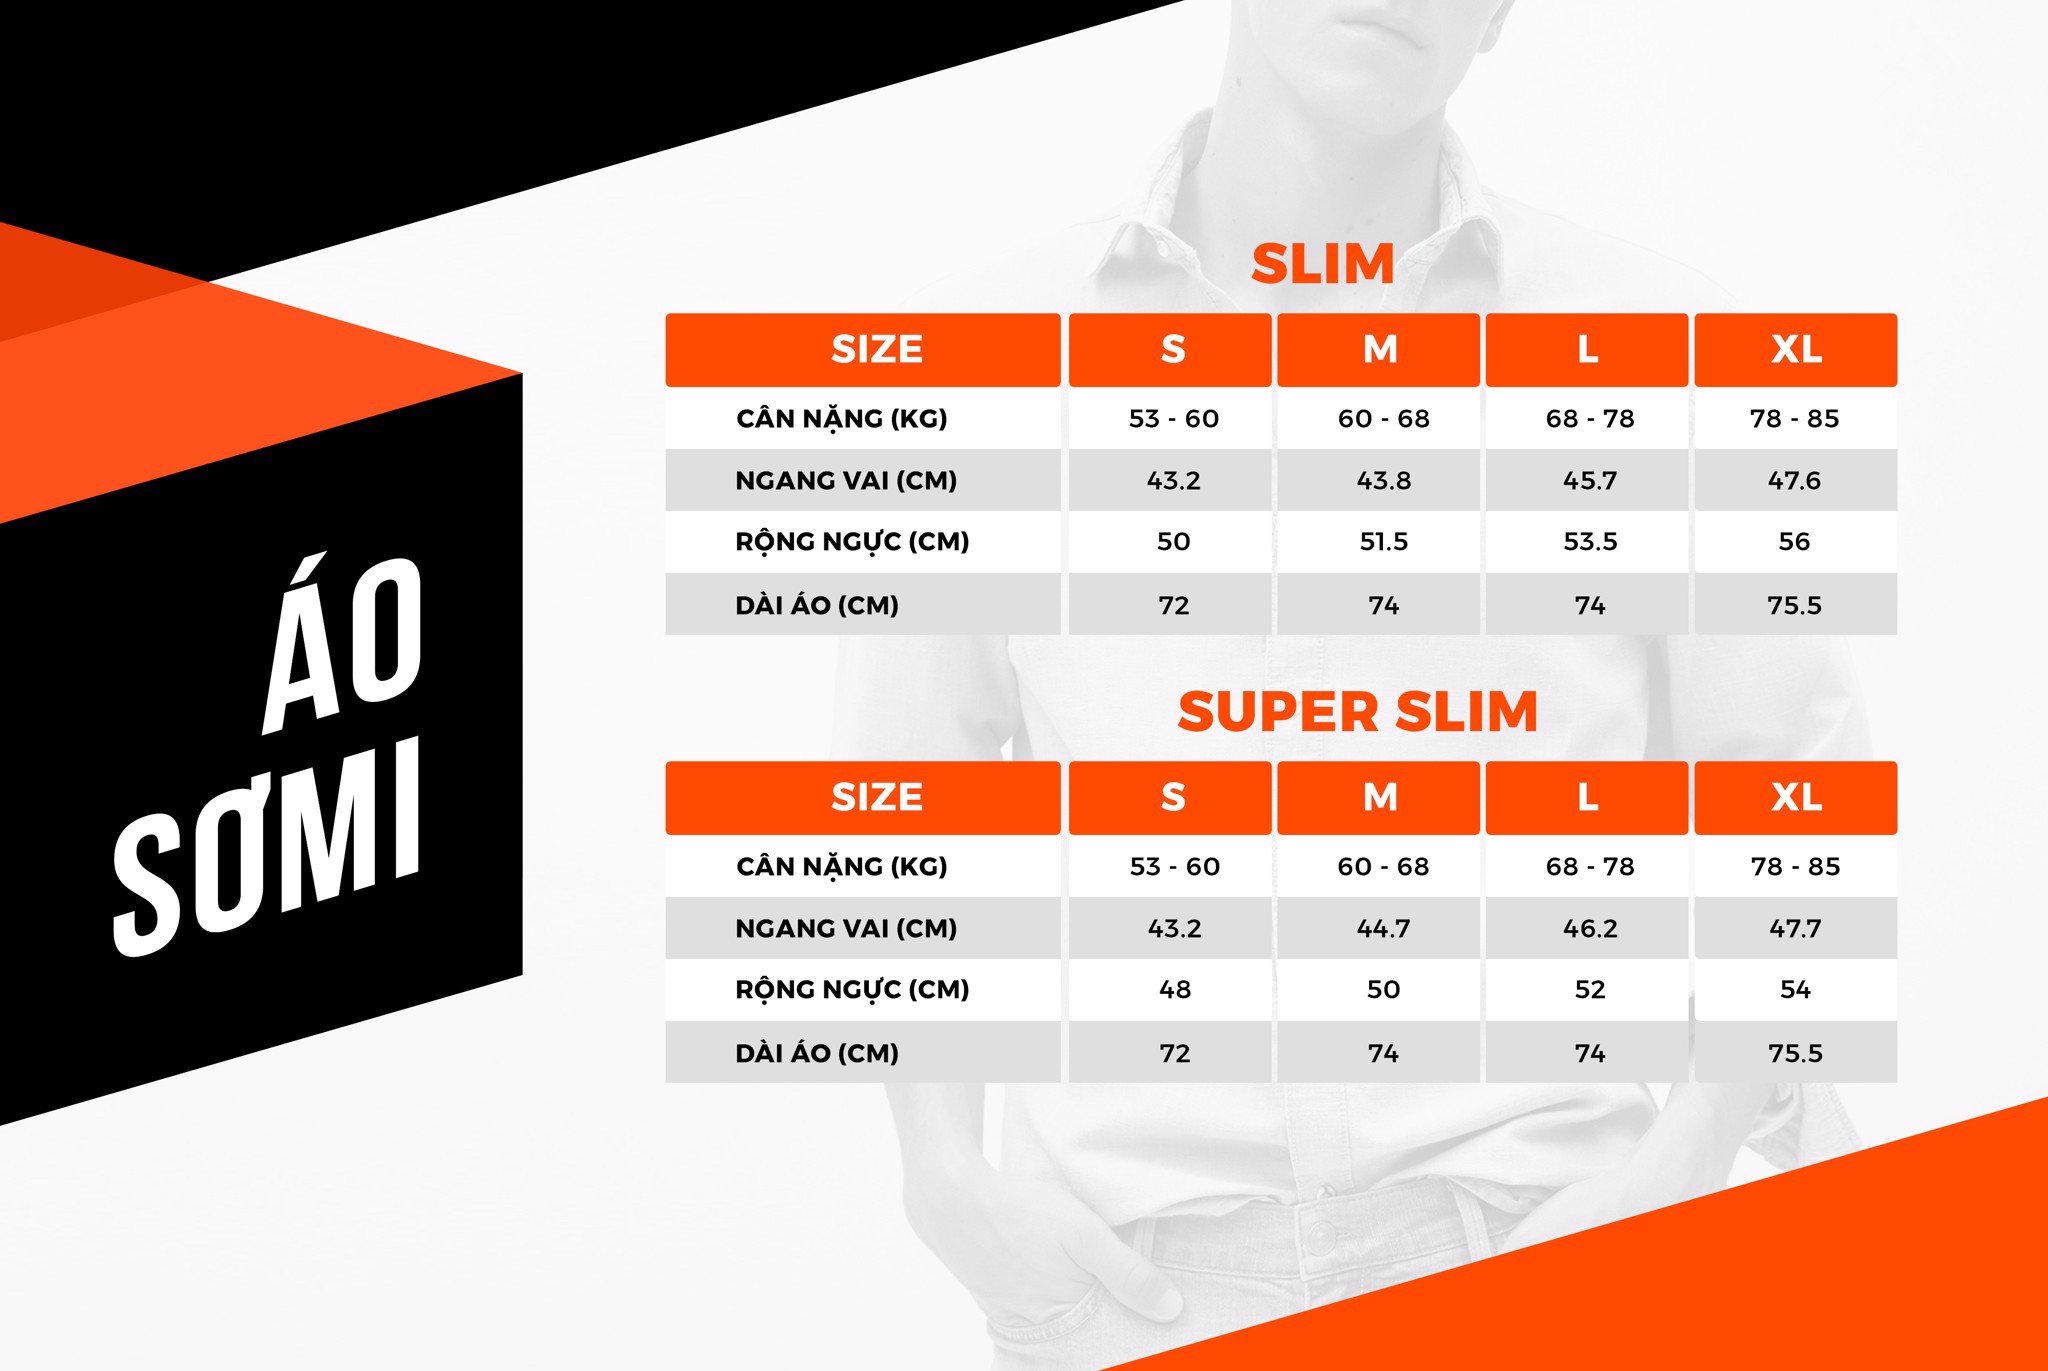 ÁO
SƠMI
SLIM
SIZE S M L XL
CÂN NẶNG (KG) 53 - 60 60 - 68 68 - 78 78 - 85
NGANG VAI (CM) 43.2 43.8 45.7 47.6
RỘNG NGỰC (CM) 50 51.5 53.5 56
DÀI ÁO (CM) 72 74 74 75.5
SUPER SLIM
SIZE S M L XL
CÂN NẶNG (KG) 53 - 60 60 - 68 68 - 78 78 - 85
NGANG VAI (CM) 43.2 44.7 46.2 47.7
RỘNG NGỰC (CM) 48 50 52 54
DÀI ÁO (CM) 72 74 74 75.5